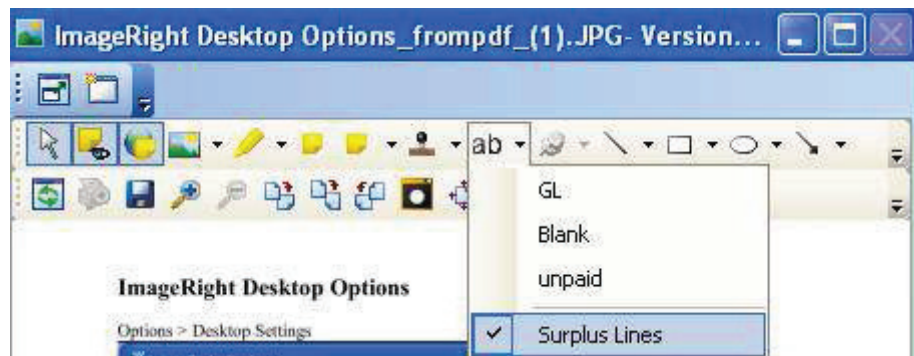 ImageRight Desktop Options_frompdf_(1).JPG- Version...
ab
GL
Blank
unpaid
Surplus Lines
ImageRight Desktop Options
Options > Desktop Settings